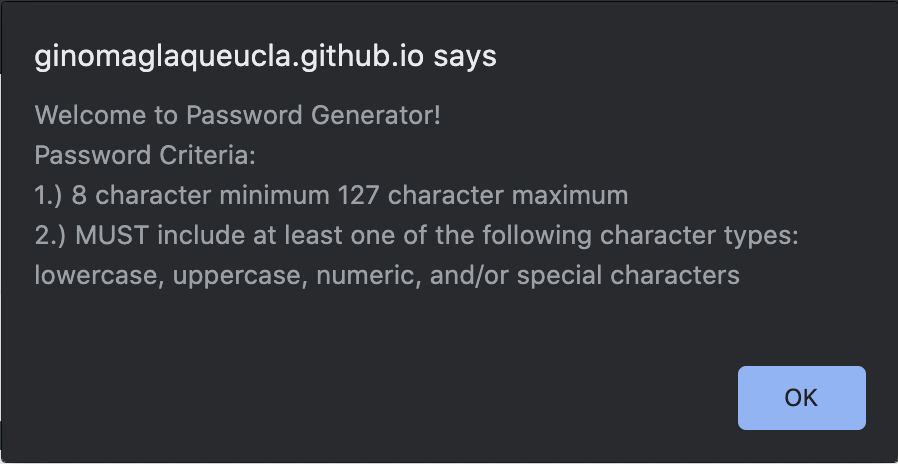 ginomaglaqueucla.github.io says
Welcome to Password Generator!
Password Criteria:
1.) 8 character minimum 127 character maximum
2.) MUST include at least one of the following character types:
lowercase, uppercase, numeric, and/or special characters
OK